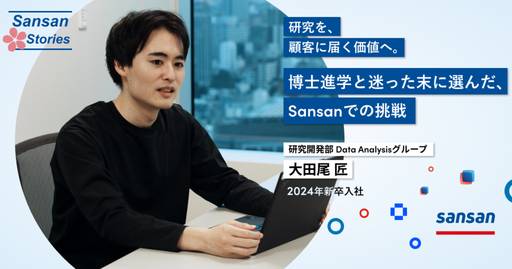 Sansan
Stories
研究を、
顧客に届く価値へ。
博士進学と迷った末に選んだ、
Sansanでの挑戦
研究開発部 Data Analysisグループ
大田尾 匠
2024年新卒入社
sansan